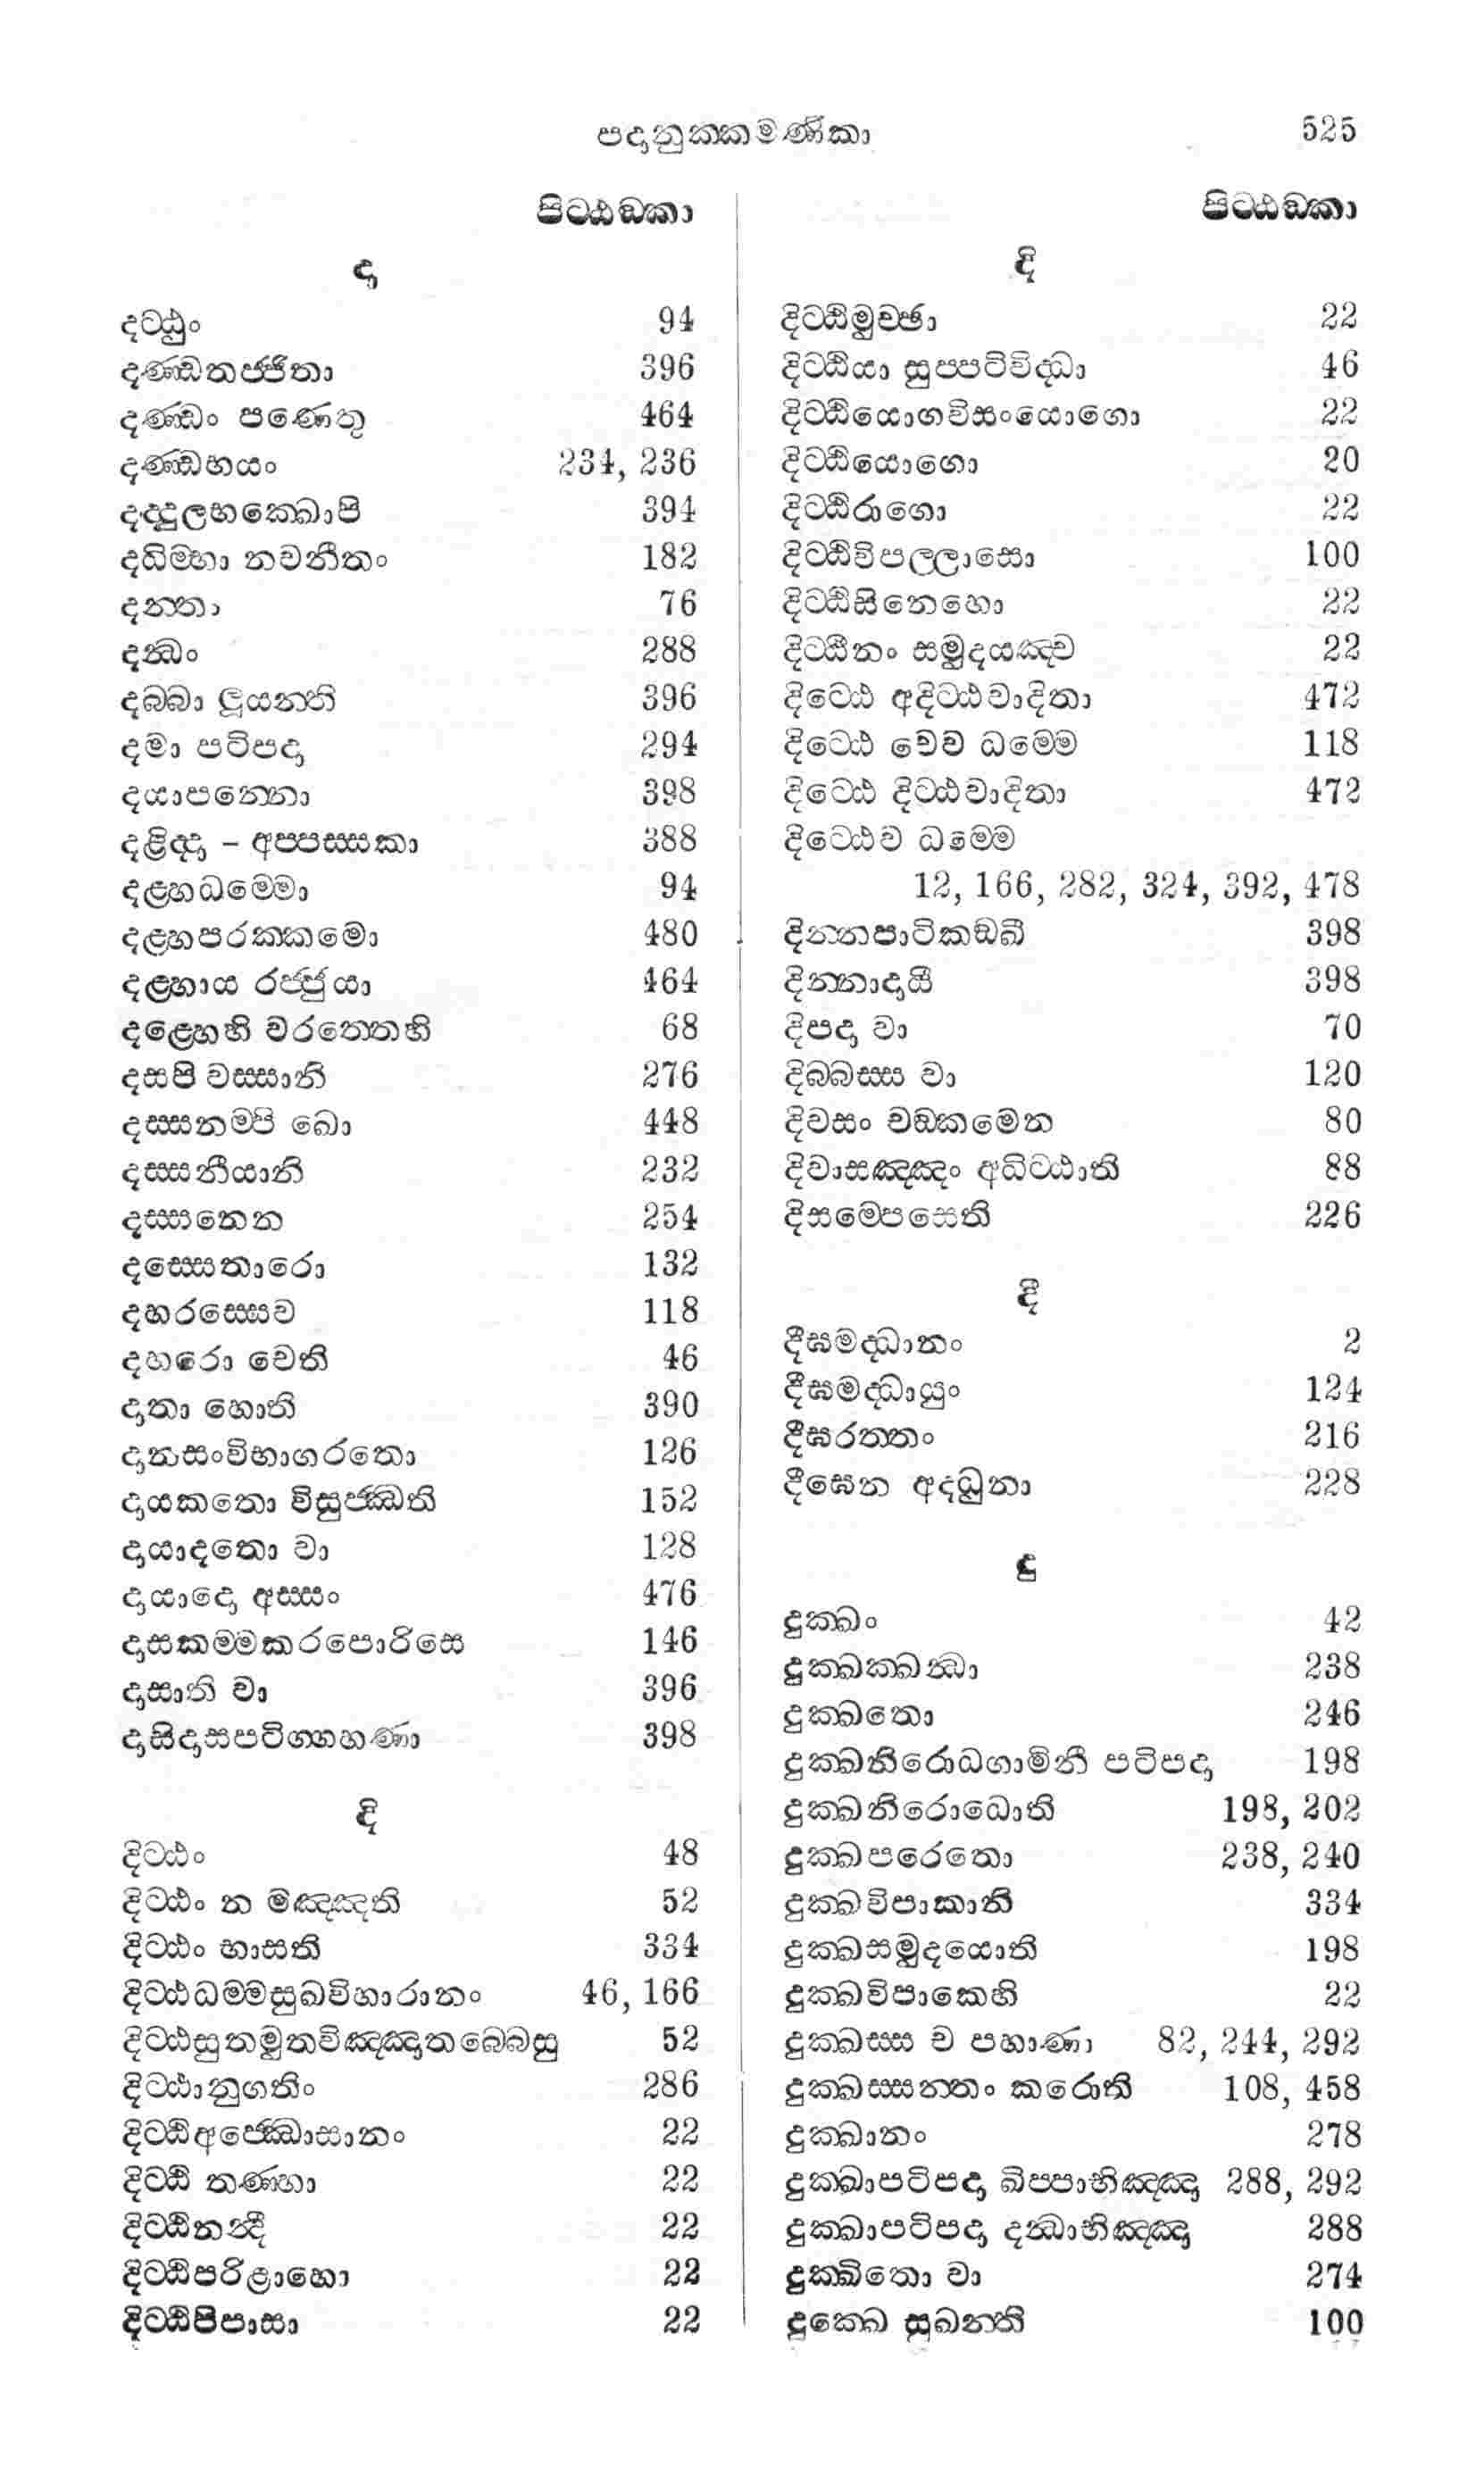 පදානුක්කමණිකා 525
පිට්ඨඞ්කා
දා
දට්ඨුං 94
දණ්ඩතජ්ජිතා 396
දණ්ඩං පණෙතු 464
දණ්ඩභයං 234, 236
දද්දුලභක්ඛොපි 394
දධිම්හා නවනීතං 182
දන්තා 76
දන්ධං 288
දබ්බා ලූයන්ති 396
දමා පටිපදා 294
දයාපන්නො 398
දළිද්දා – අප්පස්සකා 388
දළ්හධම්මො 94
දළ්හපරක්කමො 480
දළ්හාය රජ්ජුයා 464
දළ්හෙහි වරත්තෙහි 68
දසපි වස්සානි 276
දස්සනම්පි ඛො 448
දස්සනීයානි 232
දස්සනෙන 254
දස්සෙතාරො 132
දහරස්සෙව 118
දහරො චෙති 46
දාතා හොති 390
දානසංවිභාගරතො 126
දායකතො විසුජ්ඣති 152
දායාදතො වා 128
දායාදො අස්සං 476
දාසකම්මකරපොරිසෙ 146
දාසාති වා 396
දාසිදාසපටිග්ගහණා 398
දි
දිට්ඨං 48
දිට්ඨං න මඤ්ඤති 52
දිට්ඨං භාසති 334
දිට්ඨධම්මසුඛවිහාරානං 46, 166
දිට්ඨසුතමුතවිඤ්ඤාතබ්බෙසු 52
දිට්ඨානුගතිං 286
දිට්ඨිඅජ්ඣොසානං 22
දිට්ඨි තණ්හා 22
දිට්ඨිනන්දී 22
දිට්ඨිපරිළාහො 22
දිට්ඨිපිපාසා 22
පිට්ඨඞ්කා
දි
දිට්ඨිමුච්ඡා 22
දිට්ඨියා සුප්පටිවිද්ධා 46
දිට්ඨියොගවිසංයොගො 22
දිට්ඨියොගො 20
දිට්ඨිරාගො 22
දිට්ඨිවිපල්ලාසො 100
දිට්ඨිසිනෙහො 22
දිට්ඨීනං සමුදයඤ්ච 22
දිට්ඨෙ අදිට්ඨවාදිතා 472
දිට්ඨෙ චෙව ධම්මෙ 118
දිට්ඨෙ දිට්ඨවාදිතා 472
දිට්ඨෙව ධම්මෙ
12, 166, 282, 324, 392, 478
දින්නපාටිකඞ්ඛී 398
දින්නාදායී 398
දිපදා වා 70
දිබ්බස්ස වා 120
දිවසං චඞ්කමෙන 80
දිවාසඤ්ඤං අධිට්ඨාති 88
දිසම්පෙසෙති 226
දී
දීඝමද්ධානං 2
දීඝමද්ධායුං 124
දීඝරත්තං 216
දීඝෙන අද්ධුනා 228
දු
දුක්ඛං 42
දුක්ඛක්ඛන්ධා 238
දුක්ඛතො 246
දුක්ඛනිරොධගාමිනී පටිපදා 198
දුක්ඛනිරොධොති 198, 202
දුක්ඛපරෙතො 238, 240
දුක්ඛවිපාකානි 334
දුක්ඛසමුදයොති 198
දුක්ඛවිපාකෙහි 22
දුක්ඛස්ස ච පහාණා 82, 244, 292
දුක්ඛස්සන්තං කරොති 108, 458
දුක්ඛානං 278
දුක්ඛාපටිපදා ඛිප්පාභිඤ්ඤා 288, 292
දුක්ඛාපටිපදා දන්ධාභිඤ්ඤා 288
දුක්ඛිතො වා 274
දුක්ඛෙ සුඛන්ති 100